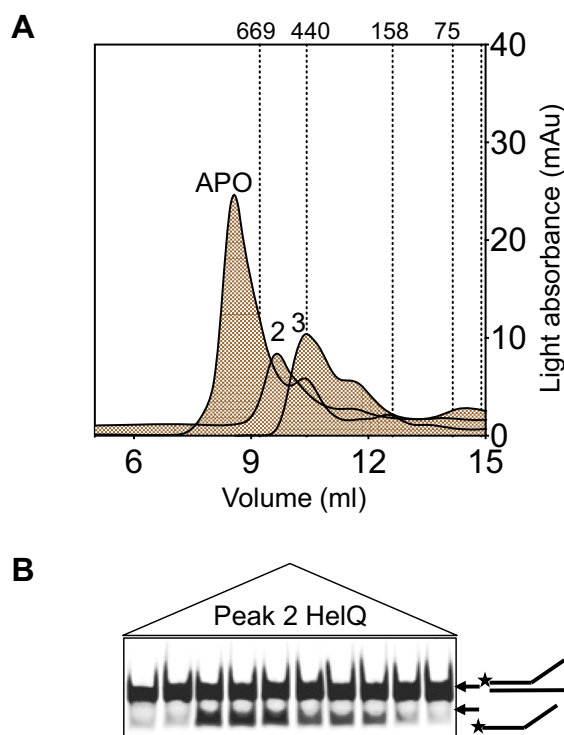 A
669 440 158 75
40
APO
30
20
2 3
10
0
Light absorbance (mAu)
6 9 12 15
Volume (ml)
B
Peak 2 HelQ